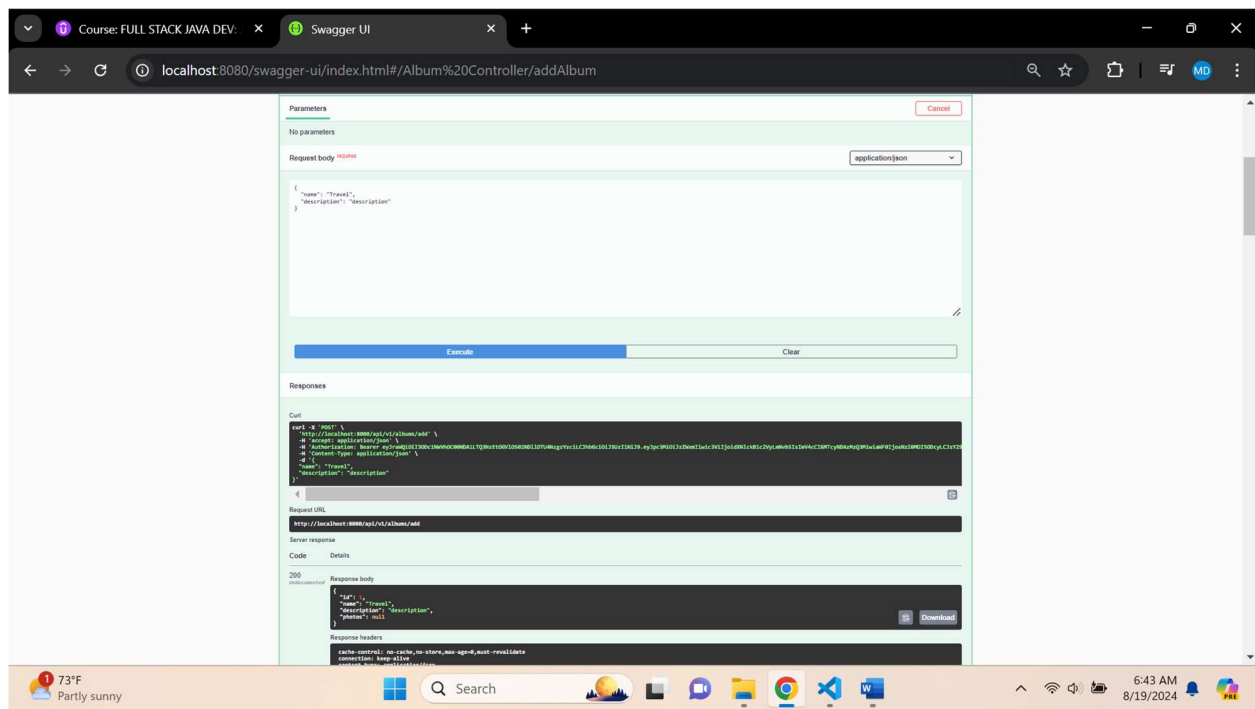 Course: FULL STACK JAVA DEV:
Swagger UI
localhost:8080/swagger-ui/index.html#/Album%20Controller/addAlbum
MD
Parameters
Cancel
No parameters
Request body required
application/json
{
"name": "Travel",
"description": "description"
}
Execute
Clear
Responses
Curl
curl -X 'POST' \
'http://localhost:8080/api/v1/albums/add' \
-H 'accept: application/json' \
-H 'Authorization: Bearer
-H 'Content-Type: application/json' \
-d '{
"name": "Travel",
"description": "description"
}'
Request URL
http://localhost:8080/api/v1/albums/add
Server response
Code Details
200
Undocumented
Response body
{
"id":
"name": "Travel",
"description": "description",
"photos": null
}
Download
Response headers
cache-control: no-cache,no-store,max-age=0,must-revalidate
connection: keep-alive
1
73°F
Partly sunny
Search
6:43 AM
8/19/2024
PRE